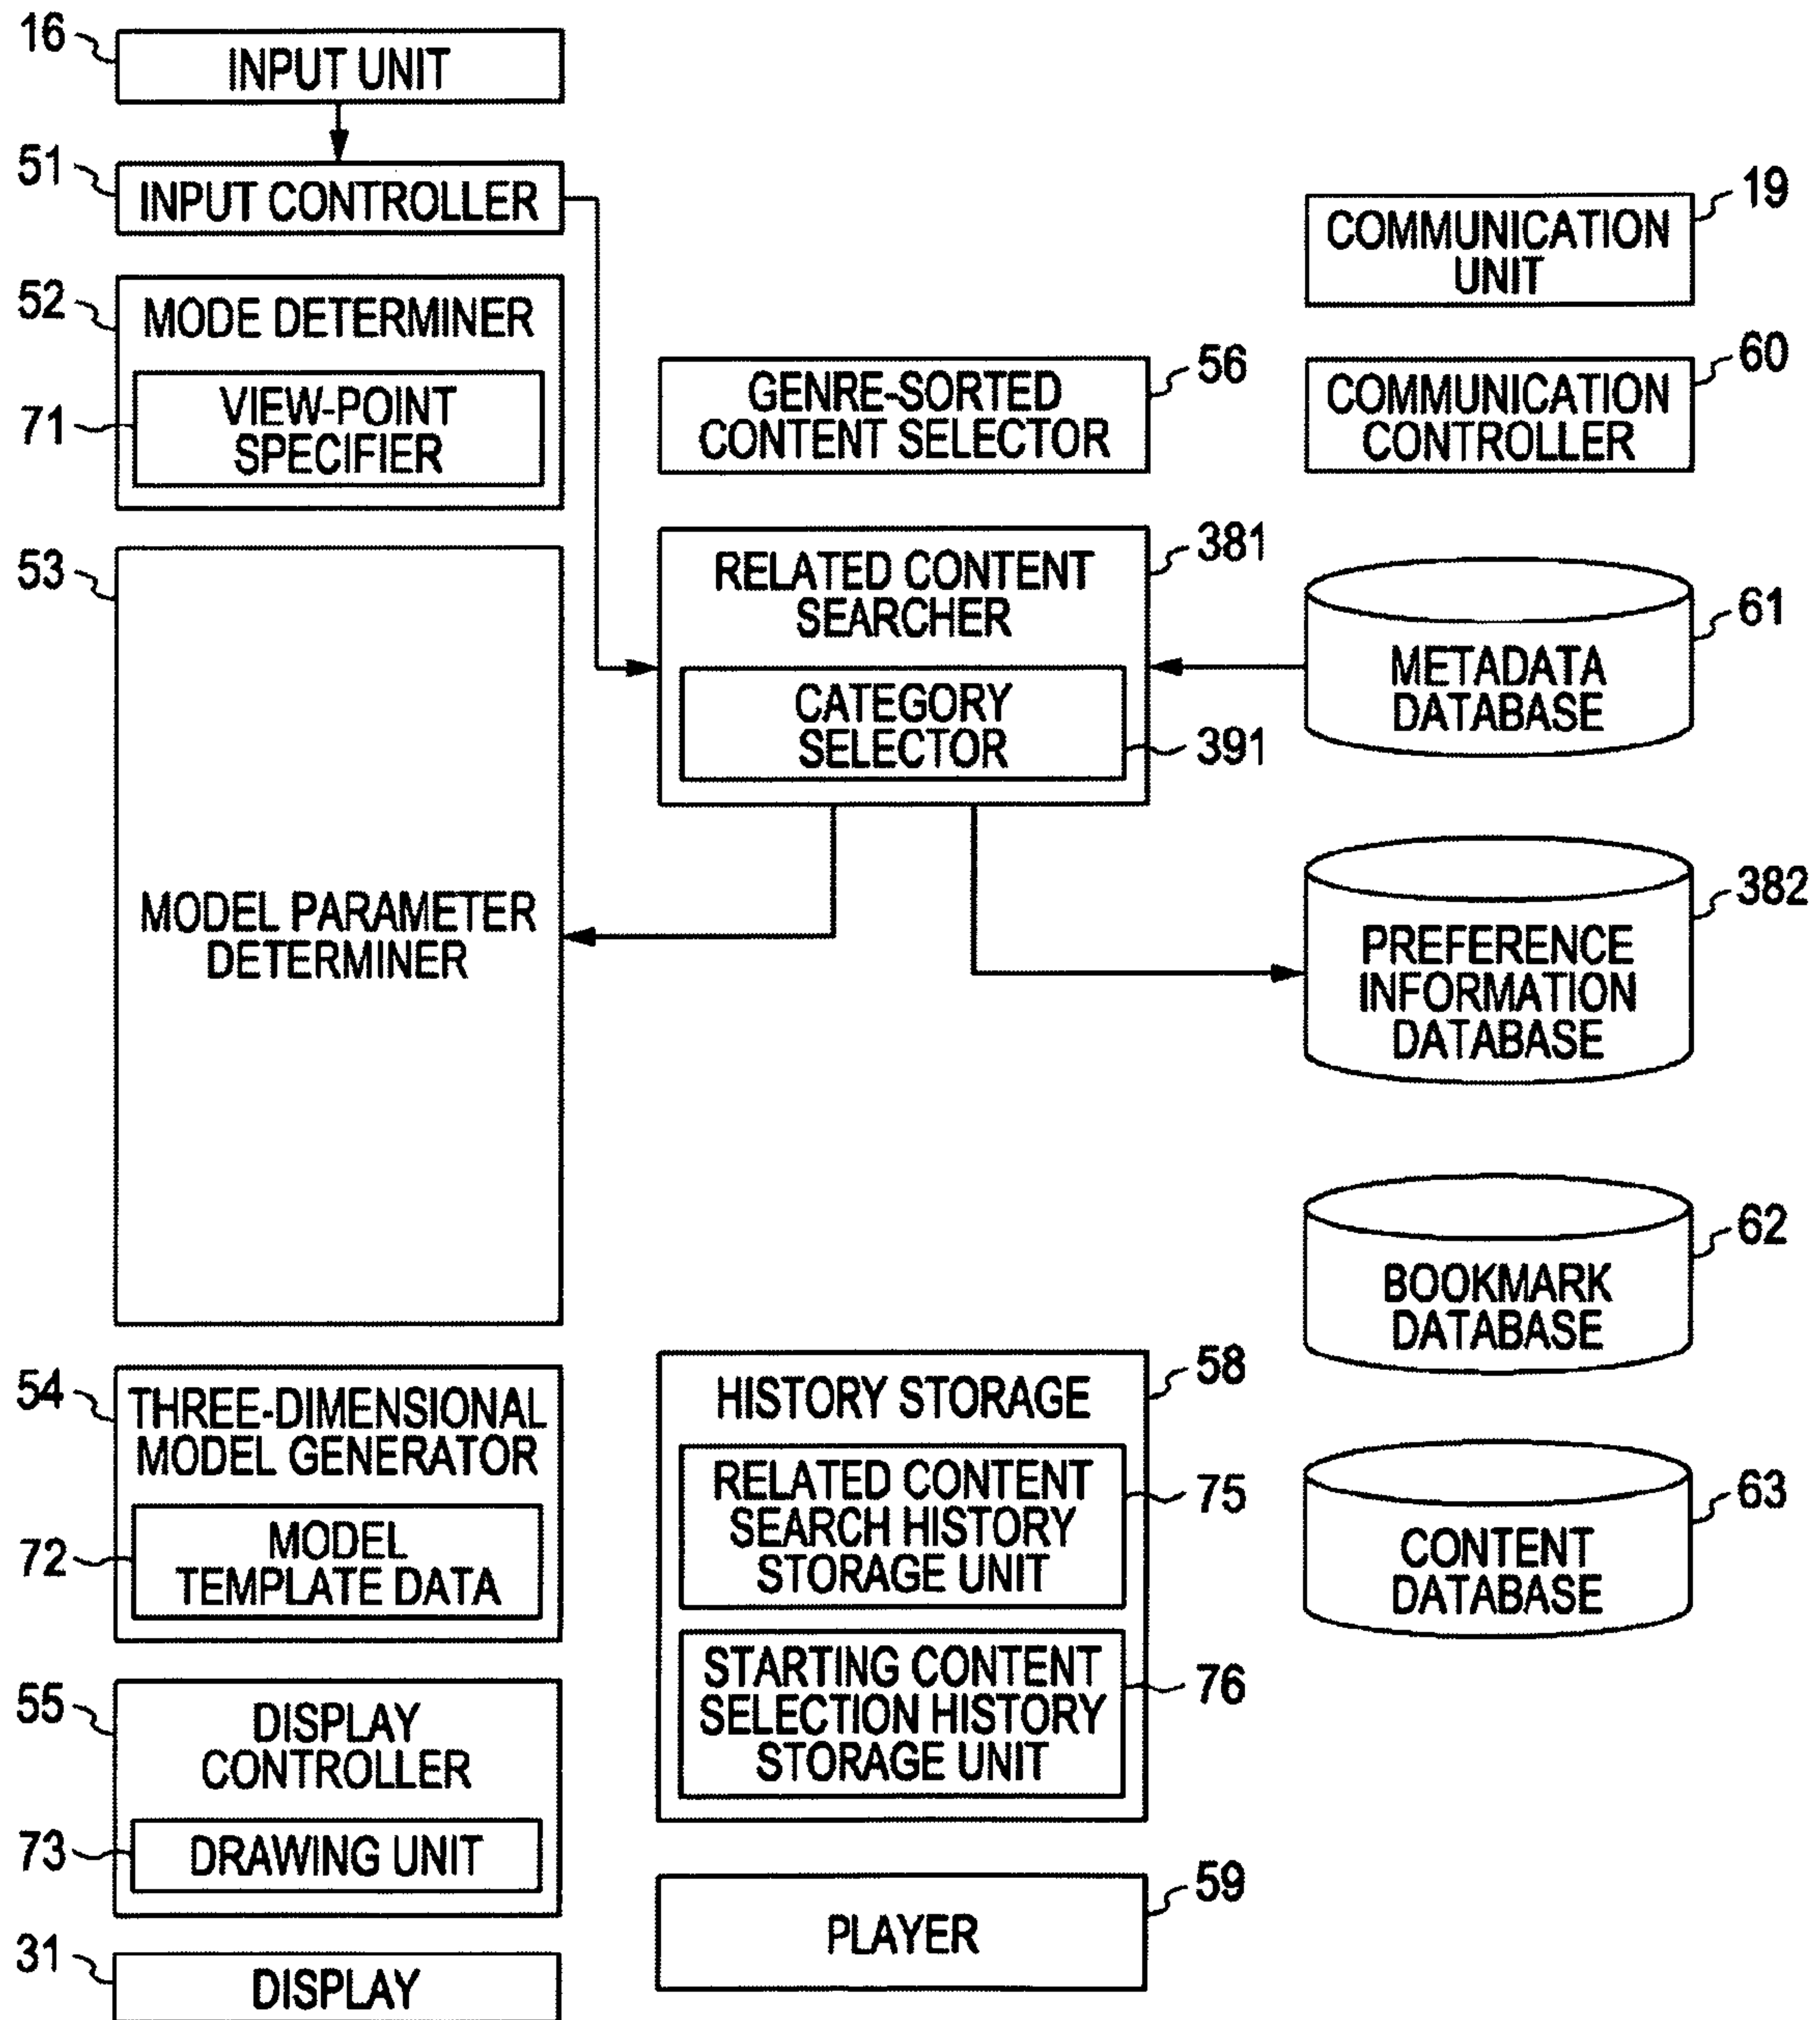 16
INPUT UNIT
51
INPUT CONTROLLER
52
MODE DETERMINER
71
VIEW-POINT
SPECIFIER
53
MODEL PARAMETER
DETERMINER
54
THREE-DIMENSIONAL
MODEL GENERATOR
72
MODEL
TEMPLATE DATA
55
DISPLAY
CONTROLLER
73
DRAWING UNIT
31
DISPLAY
GENRE-SORTED
CONTENT SELECTOR
56
RELATED CONTENT
SEARCHER
381
CATEGORY
SELECTOR
391
HISTORY STORAGE
58
RELATED CONTENT
SEARCH HISTORY
STORAGE UNIT
75
STARTING CONTENT
SELECTION HISTORY
STORAGE UNIT
76
PLAYER
59
COMMUNICATION
UNIT
19
COMMUNICATION
CONTROLLER
60
METADATA
DATABASE
61
PREFERENCE
INFORMATION
DATABASE
382
BOOKMARK
DATABASE
62
CONTENT
DATABASE
63